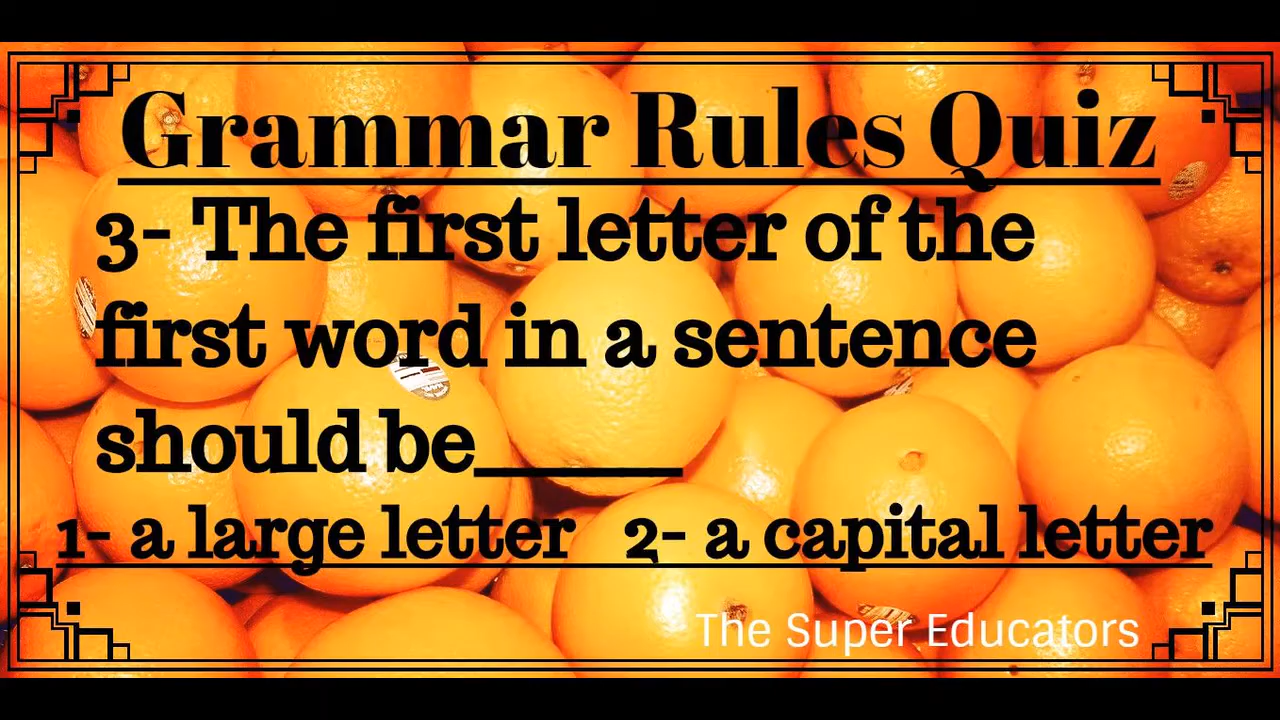 Grammar Rules Quiz
3- The first letter of the
first word in a sentence
should be______
1- a large letter 2- a capital letter
The Super Educators